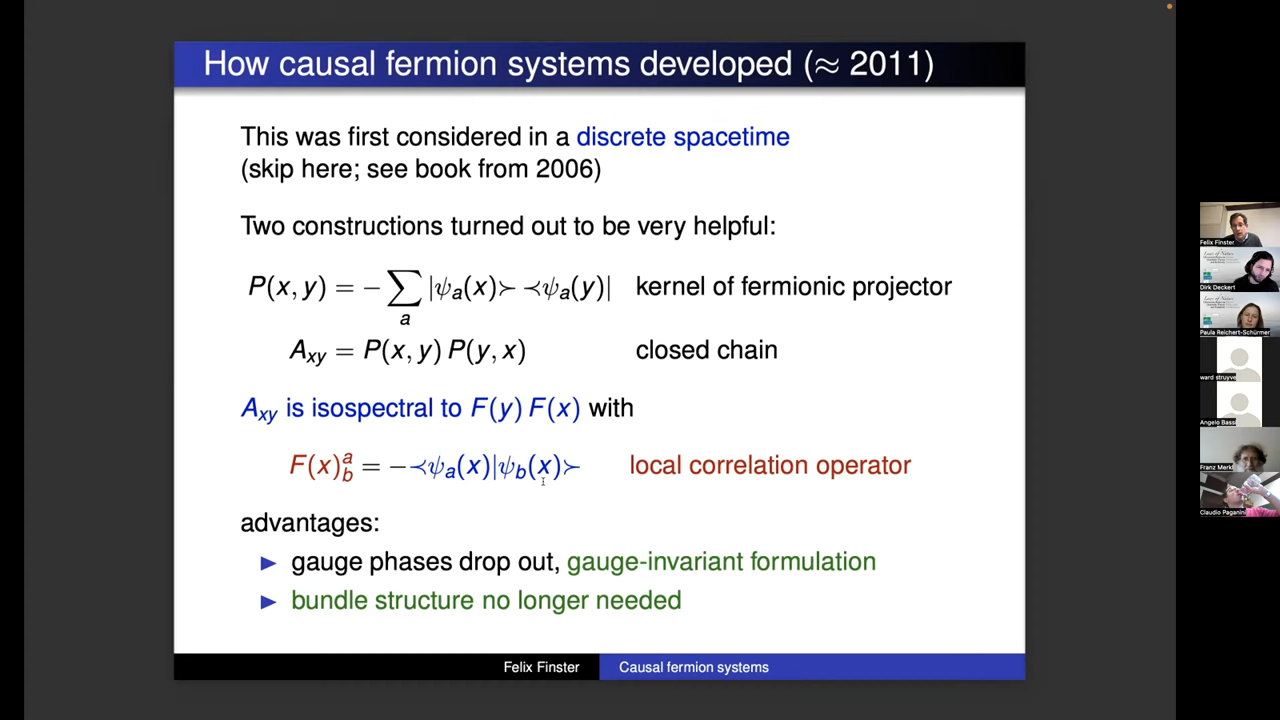 How causal fermion systems developed (≈ 2011)
This was first considered in a discrete spacetime
(skip here; see book from 2006)
Two constructions turned out to be very helpful:
P(x, y) = − ∑ₐ |ψₐ(x)≻ ≺ψₐ(y)| kernel of fermionic projector
A_xy = P(x, y) P(y, x) closed chain
A_xy is isospectral to F(y) F(x) with
F(x)^a_b = −≺ψ_a(x)|ψ_b(x)≻ local correlation operator
advantages:
► gauge phases drop out, gauge-invariant formulation
► bundle structure no longer needed
Felix Finster Causal fermion systems
Felix Finster
Dirk Deckert
Paula Reichert-Schürmer
ward struyve
Angelo Bassi
Franz Merkl
Claudio Paganini